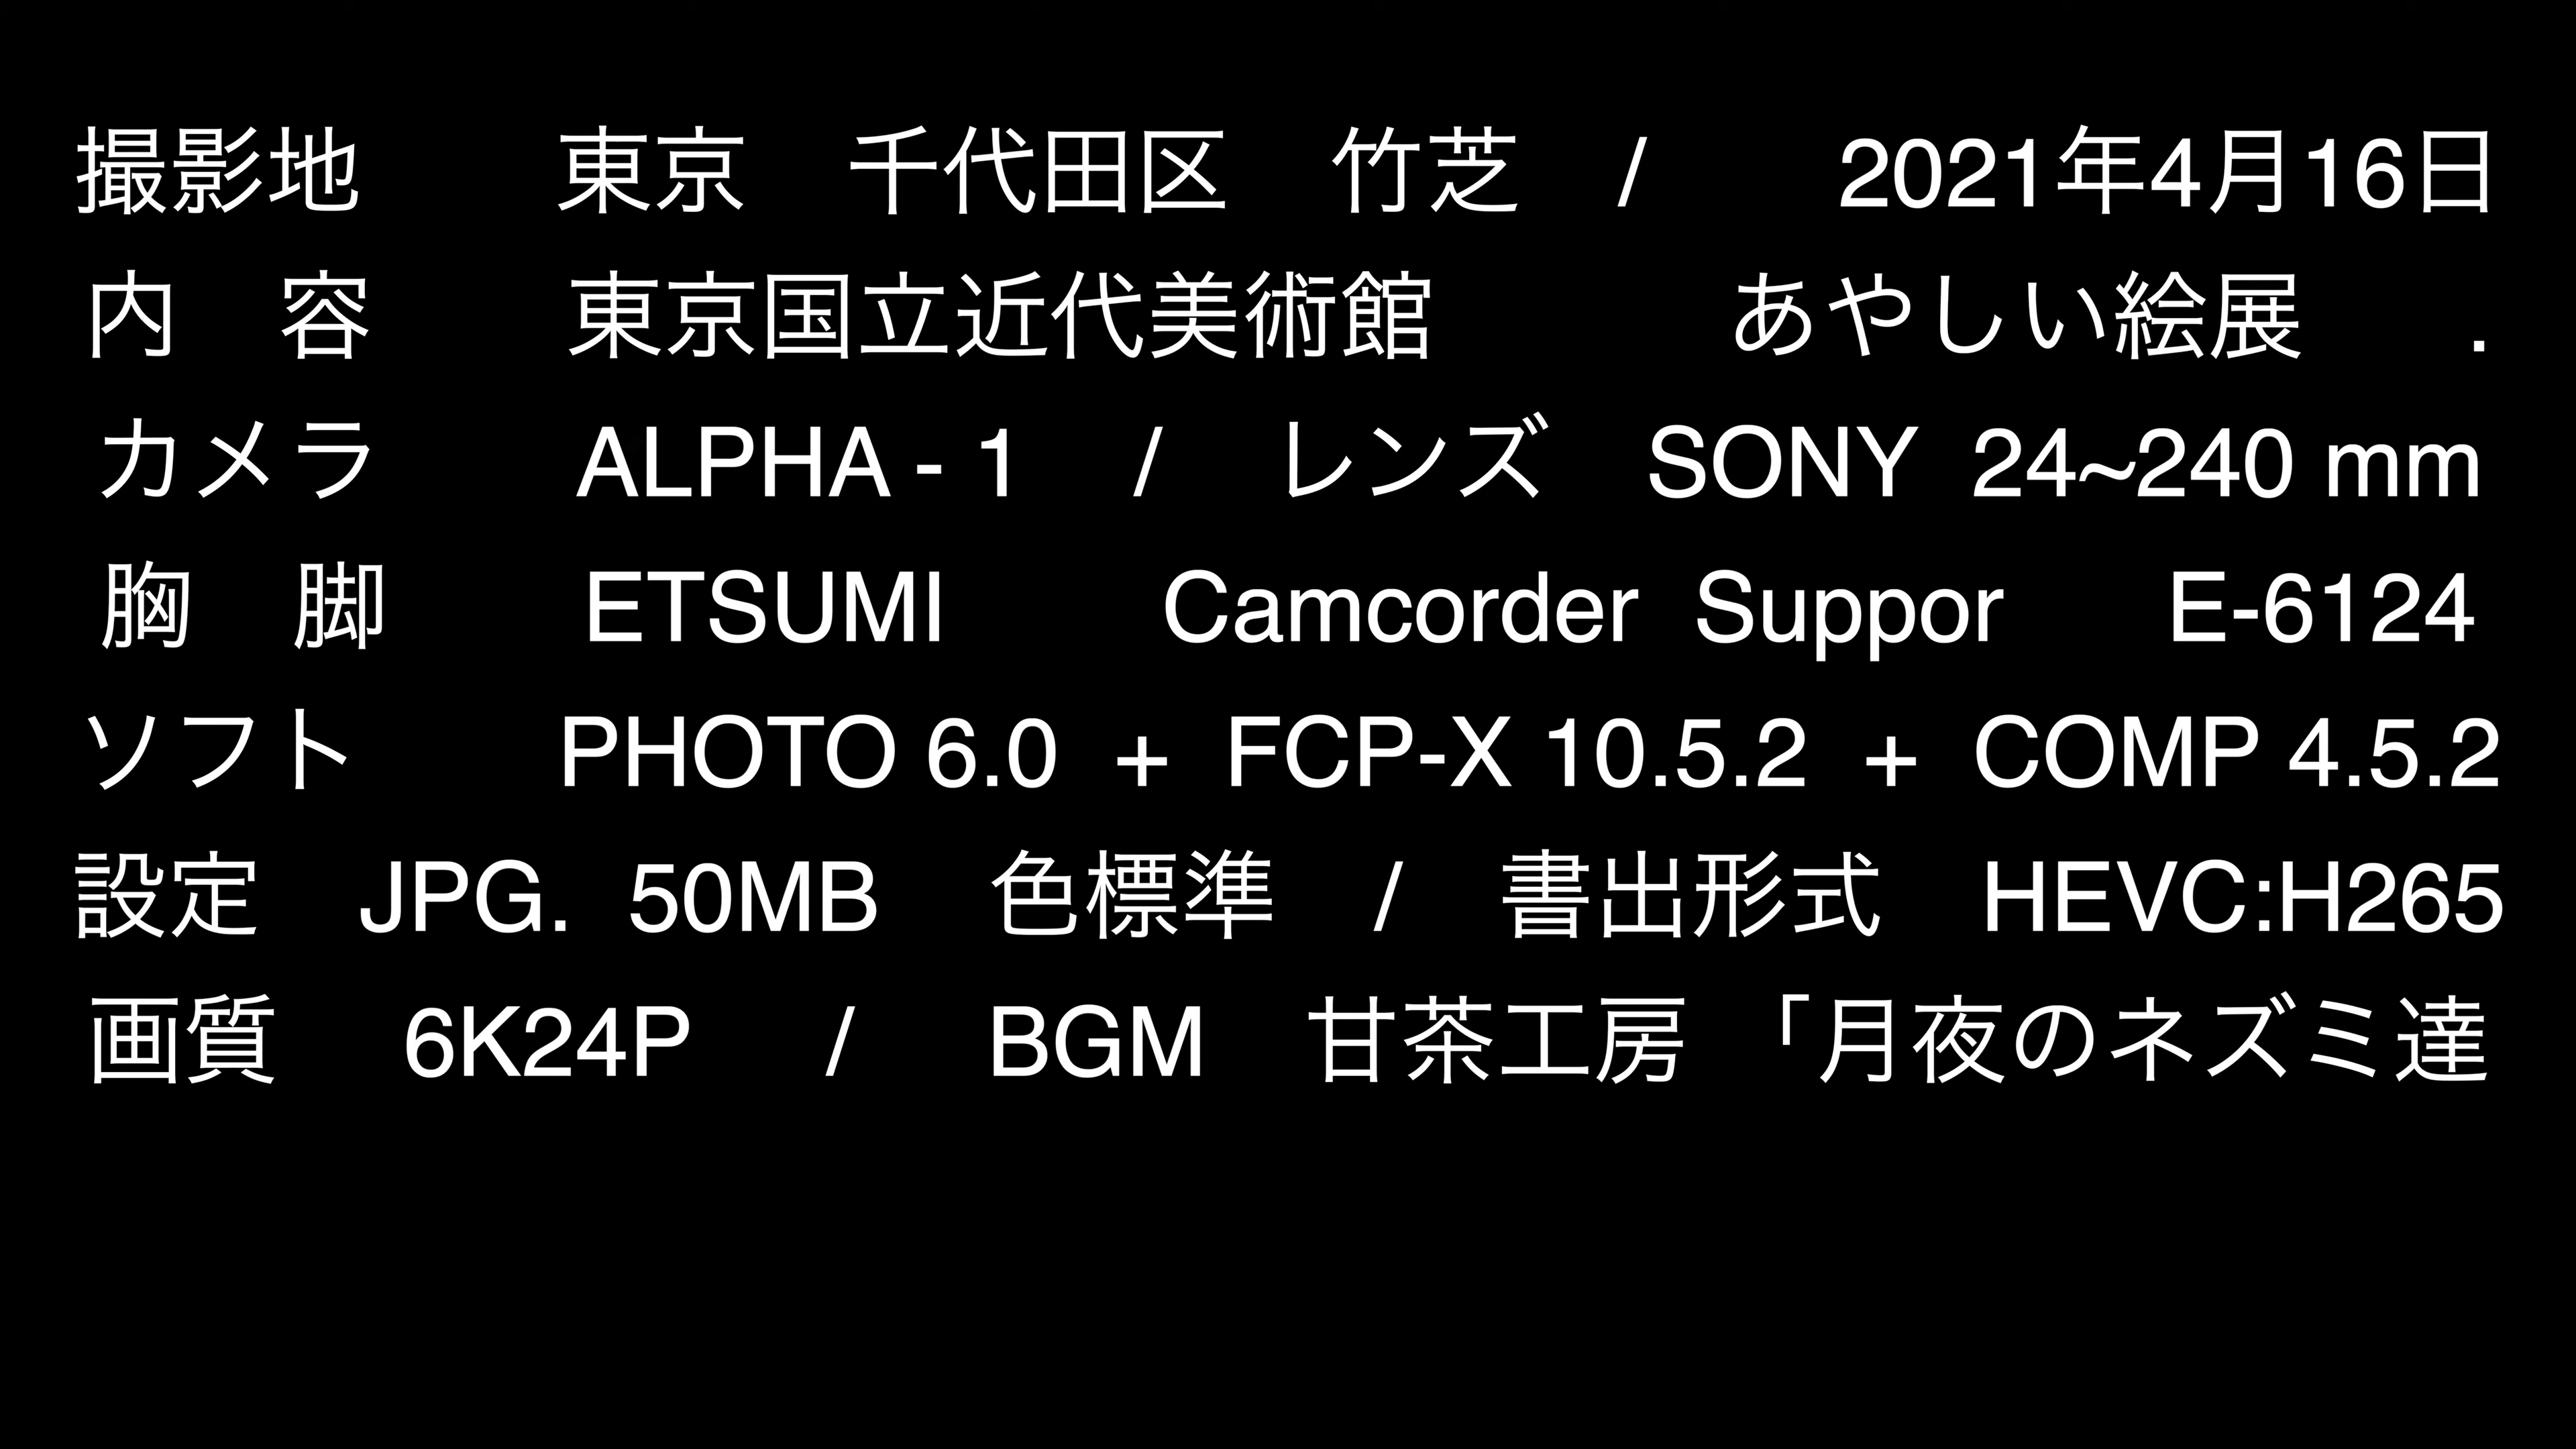 撮影地　　東京　千代田区　竹芝　/　　2021年4月16日
内　容　　東京国立近代美術館　　　あやしい絵展　 .
カメラ　　ALPHA - 1　/　レンズ　SONY  24~240 mm
胸　脚　　ETSUMI　　Camcorder  Suppor　 E-6124
ソフト　　PHOTO 6.0  +  FCP-X 10.5.2  +  COMP 4.5.2
設定　JPG.  50MB　色標準　/　書出形式　HEVC:H265
画質　 6K24P　 /　 BGM　甘茶工房「月夜のネズミ達